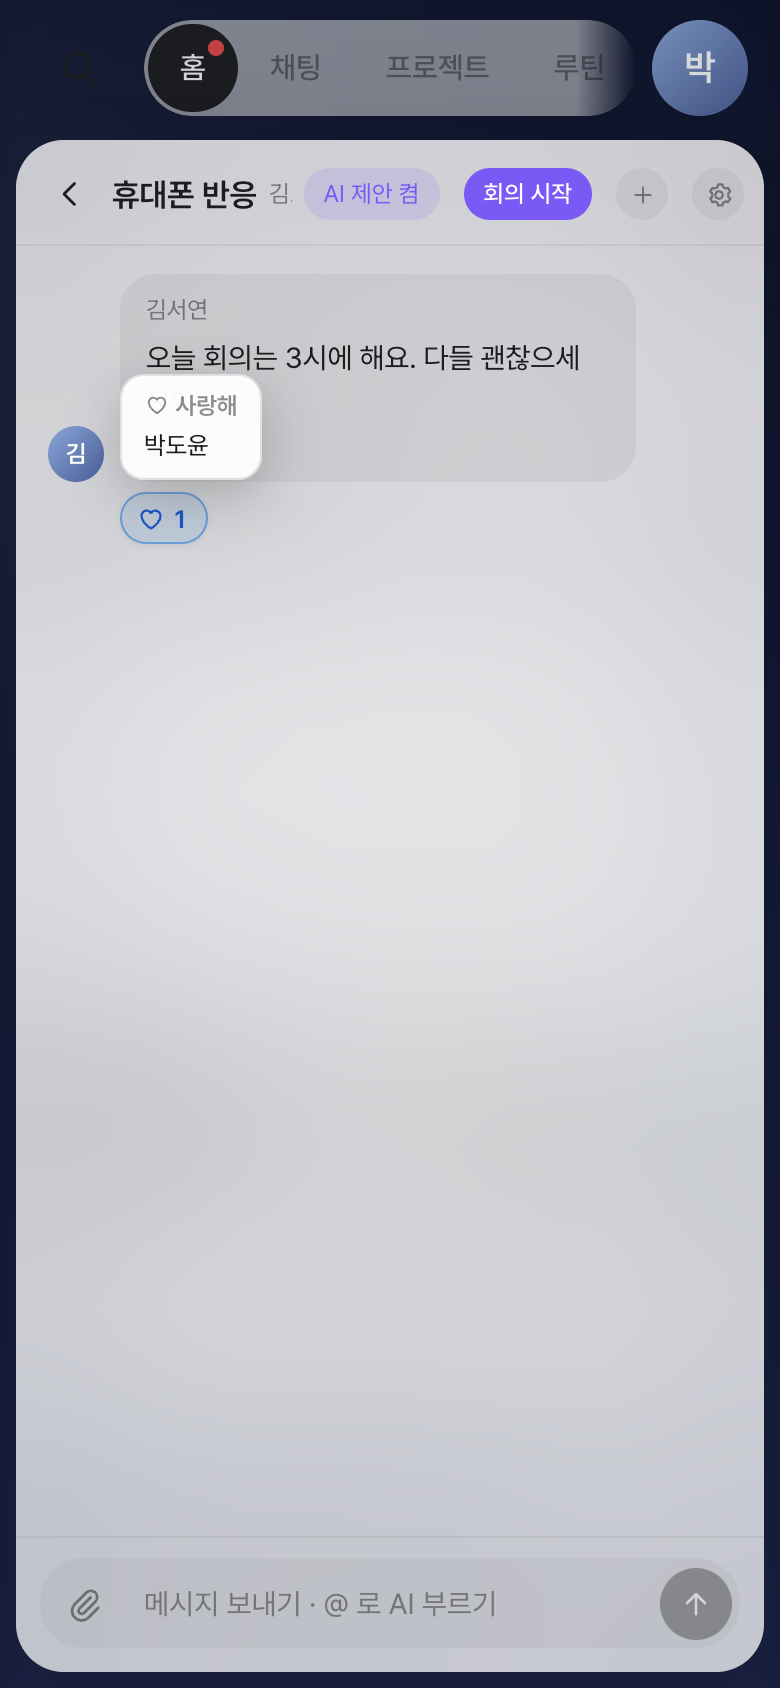 홈 채팅 프로젝트 루틴 박
휴대폰 반응 김. AI 제안 켬 회의 시작
김서연
오늘 회의는 3시에 해요. 다들 괜찮으세
사랑해
박도윤
김
1
메시지 보내기 · @ 로 AI 부르기